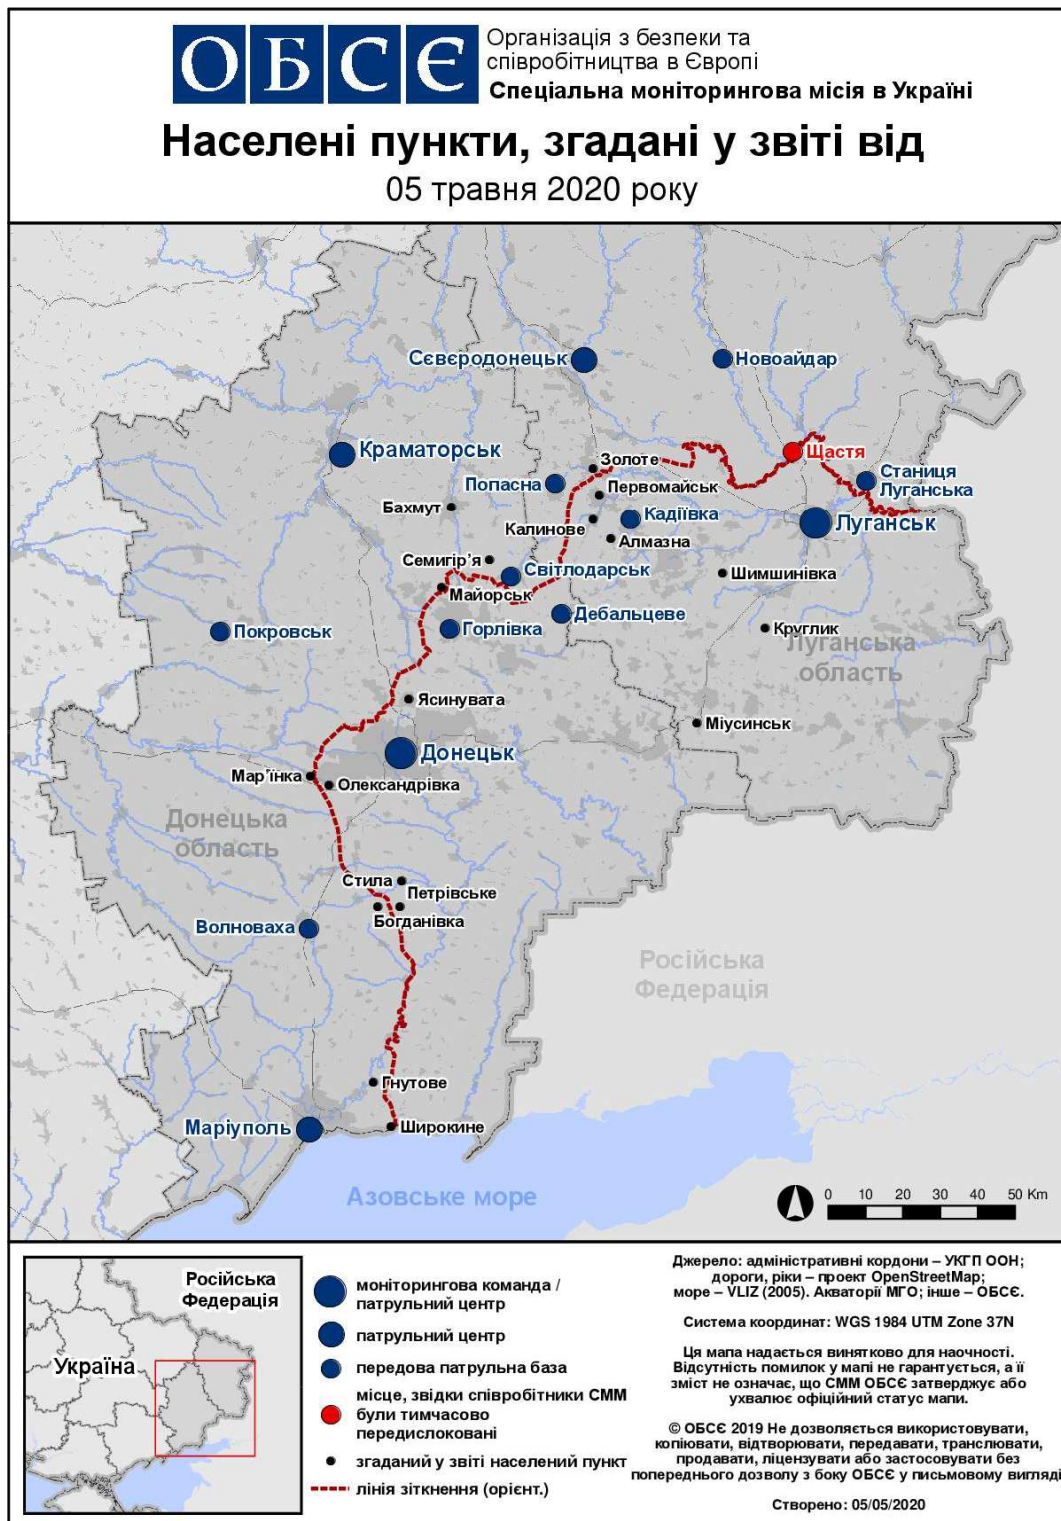 ОБСЄ
Організація з безпеки та
співробітництва в Європі
Спеціальна моніторингова місія в Україні
Населені пункти, згадані у звіті від
05 травня 2020 року
Сєвєродонецьк
Новоайдар
Краматорськ
Щастя
Золоте
Попасна
Станиця
Луганська
Первомайськ
Бахмут
Кадіївка
Калинове
Луганськ
Алмазна
Семигір'я
Світлодарськ
Шимшинівка
Майорськ
Дебальцеве
Покровськ
Горлівка
Круглик
Луганська
область
Ясинувата
Міусинськ
Донецьк
Мар'їнка
Олександрівка
Донецька
область
Стила
Петрівське
Богданівка
Волноваха
Російська
Федерація
Гнутове
Маріуполь
Широкине
Азовське море
0 10 20 30 40 50 Km
Російська
Федерація
Україна
моніторингова команда /
патрульний центр
патрульний центр
передова патрульна база
місце, звідки співробітники СММ
були тимчасово
передислоковані
згаданий у звіті населений пункт
лінія зіткнення (орієнт.)
Джерело: адміністративні кордони – УКГП ООН;
дороги, ріки – проект OpenStreetMap;
море – VLIZ (2005). Акваторії МГО; інше – ОБСЄ.
Система координат: WGS 1984 UTM Zone 37N
Ця мапа надається винятково для наочності.
Відсутність помилок у мапі не гарантується, а її
зміст не означає, що СММ ОБСЄ затверджує або
ухвалює офіційний статус мапи.
© ОБСЄ 2019 Не дозволяється використовувати,
копіювати, відтворювати, передавати, транслювати,
продавати, ліцензувати або застосовувати без
попереднього дозволу з боку ОБСЄ у письмовому вигляді
Створено: 05/05/2020